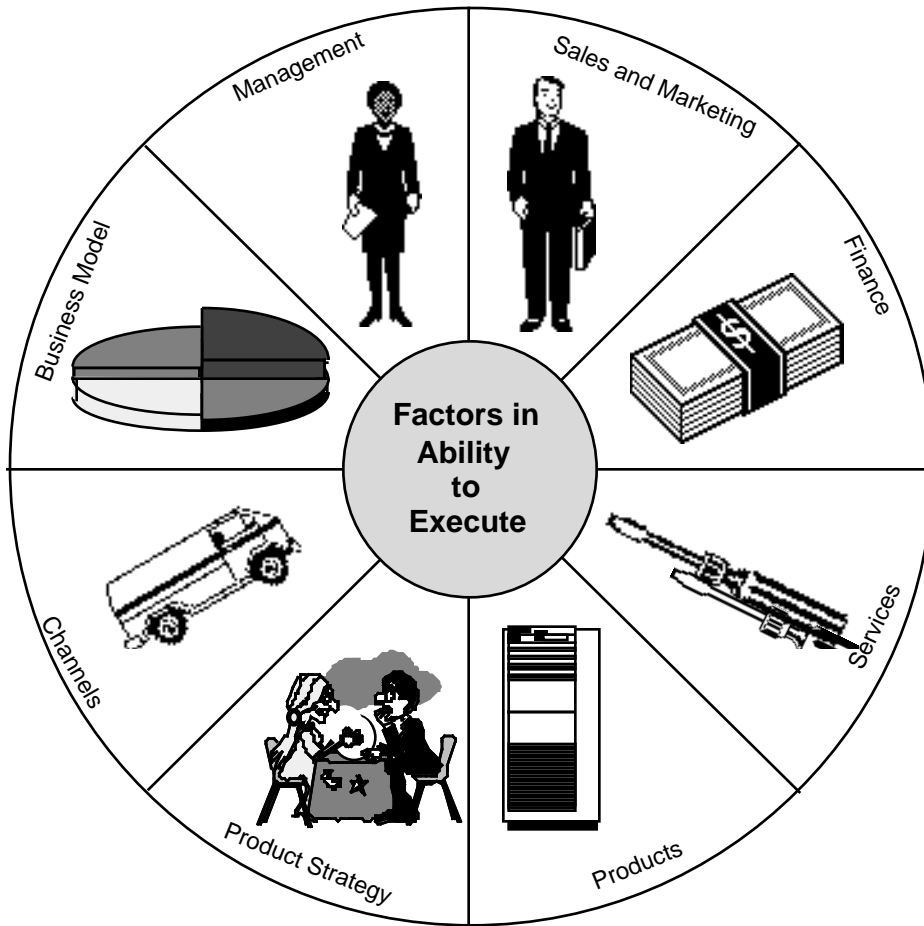 Management
Sales and Marketing
Finance
Business Model
Factors in
Ability
to
Execute
$
Channels
Services
Product Strategy
Products